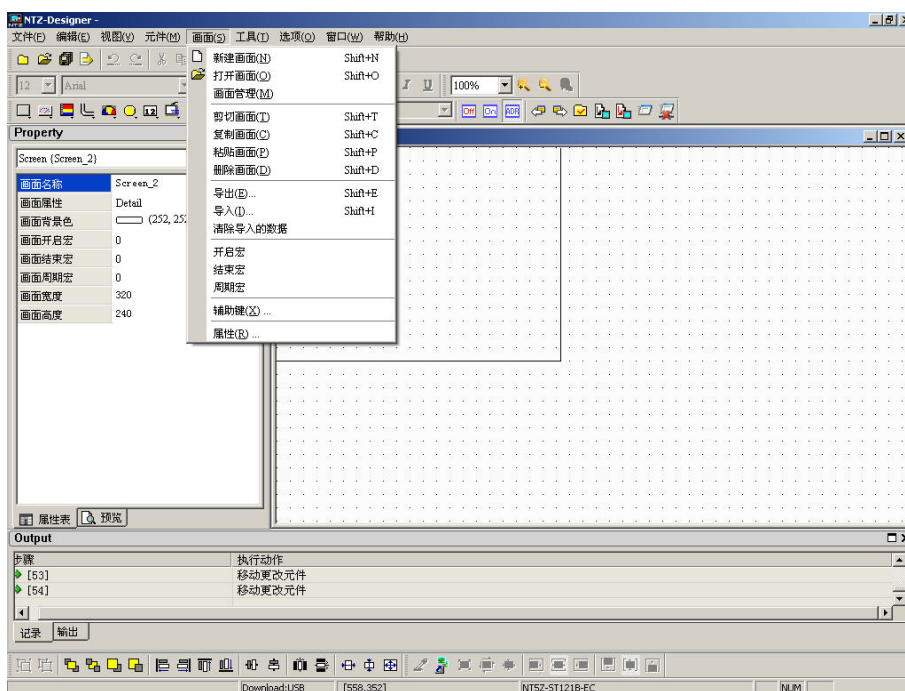 NTZ-Designer -
文件(F) 编辑(E) 视图(V) 元件(M) 画面(S) 工具(T) 选项(O) 窗口(W) 帮助(H)
新建画面(N) Shift+N
打开画面(O) Shift+O
画面管理(M)
剪切画面(T) Shift+T
复制画面(C) Shift+C
粘贴画面(P) Shift+P
删除画面(D) Shift+D
导出(E)... Shift+E
导入(I)... Shift+I
清除导入的数据
开启宏
结束宏
周期宏
辅助键(X) ...
属性(R) ...
12 Arial I U 100%
Off On ADR
Property
Screen {Screen_2}
画面名称 Screen_2
画面属性 Detail
画面背景色 (252, 252
画面开启宏 0
画面结束宏 0
画面周期宏 0
画面宽度 320
画面高度 240
属性表 预览
Output
步骤 执行动作
[53] 移动更改元件
[54] 移动更改元件
记录 输出
Download:USB [558,352] NT5Z-ST121B-EC NUM